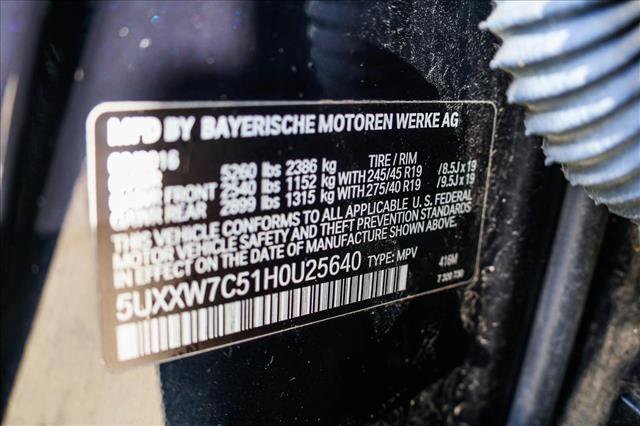 MFD BY BAYERISCHE MOTOREN WERKE AG
5260 lbs 2386 kg TIRE / RIM
FRONT 2540 lbs 1152 kg WITH 245/45 R19 /8.5J x 19
REAR 2899 lbs 1315 kg WITH 275/40 R19 /9.5J x 19
THIS VEHICLE CONFORMS TO ALL APPLICABLE U.S. FEDERAL
MOTOR VEHICLE SAFETY AND THEFT PREVENTION STANDARDS
IN EFFECT ON THE DATE OF MANUFACTURE SHOWN ABOVE.
5UXXW7C51H0U25640 TYPE: MPV 416M